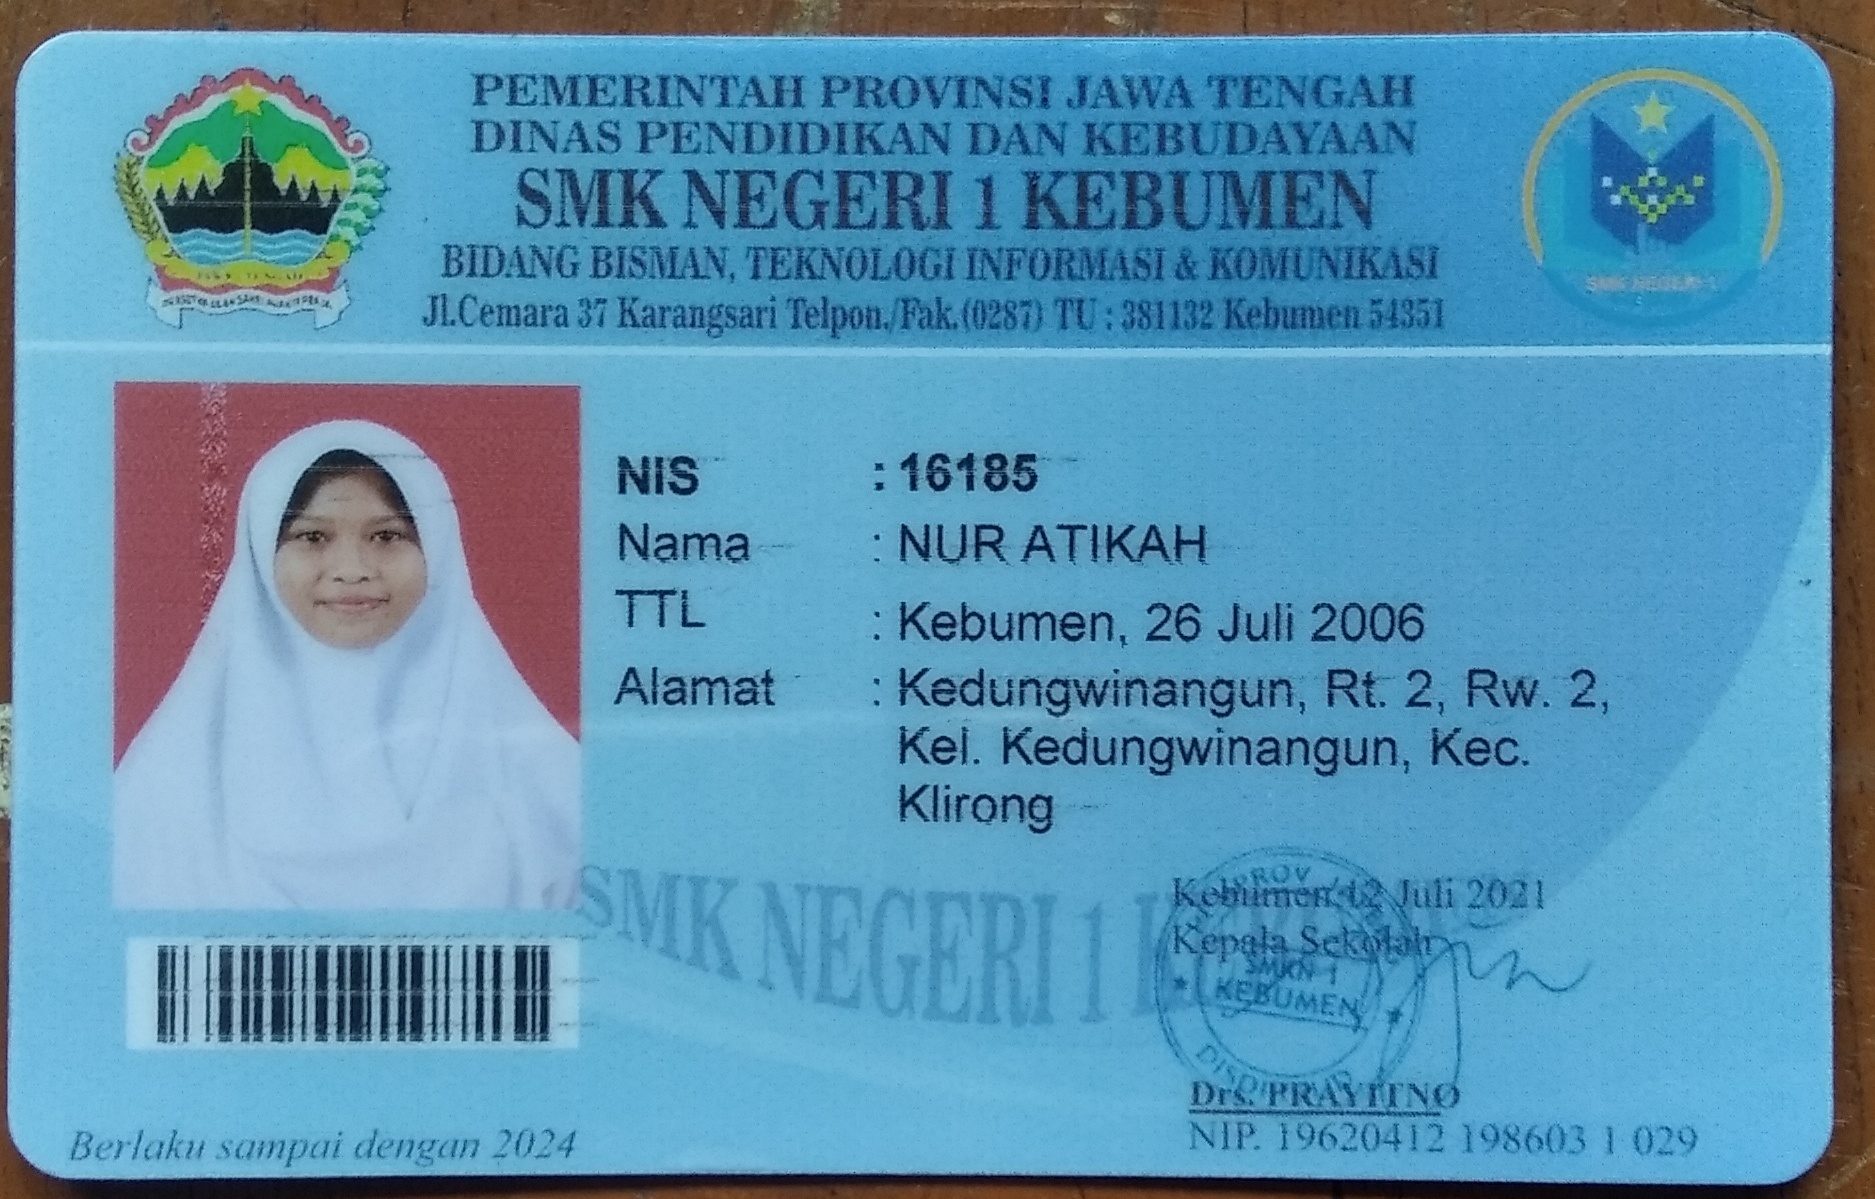 PEMERINTAH PROVINSI JAWA TENGAH
DINAS PENDIDIKAN DAN KEBUDAYAAN
SMK NEGERI 1 KEBUMEN
BIDANG BISMAN, TEKNOLOGI INFORMASI & KOMUNIKASI
Jl.Cemara 37 Karangsari Telpon./Fak.(0287) TU : 381132 Kebumen 54351
JAWA TENGAH
SMK NEGERI 1
NIS : 16185
Nama : NUR ATIKAH
TTL : Kebumen, 26 Juli 2006
Alamat : Kedungwinangun, Rt. 2, Rw. 2,
Kel. Kedungwinangun, Kec.
Klirong
SMK NEGERI 1
Kebumen 12 Juli 2021
Kepala Sekolah
PROV
SMKN 1
KEBUMEN
Drs. PRAYITNO
NIP. 19620412 198603 1 029
Berlaku sampai dengan 2024